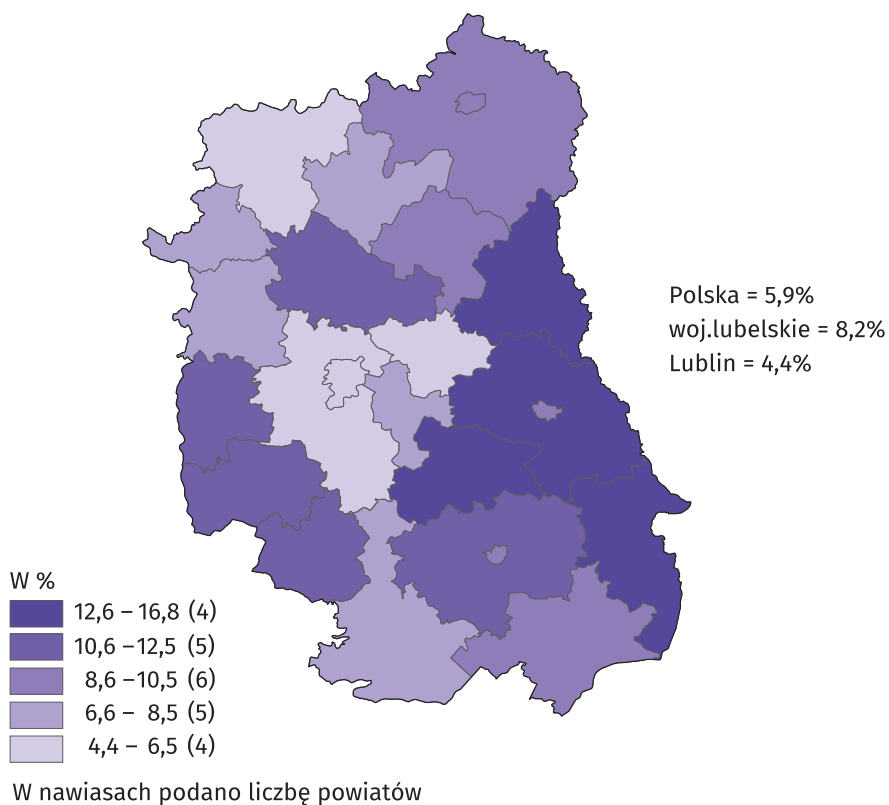 Polska = 5,9%
woj.lubelskie = 8,2%
Lublin = 4,4%
W %
12,6 – 16,8 (4)
10,6 –12,5 (5)
8,6 –10,5 (6)
6,6 – 8,5 (5)
4,4 – 6,5 (4)
W nawiasach podano liczbę powiatów